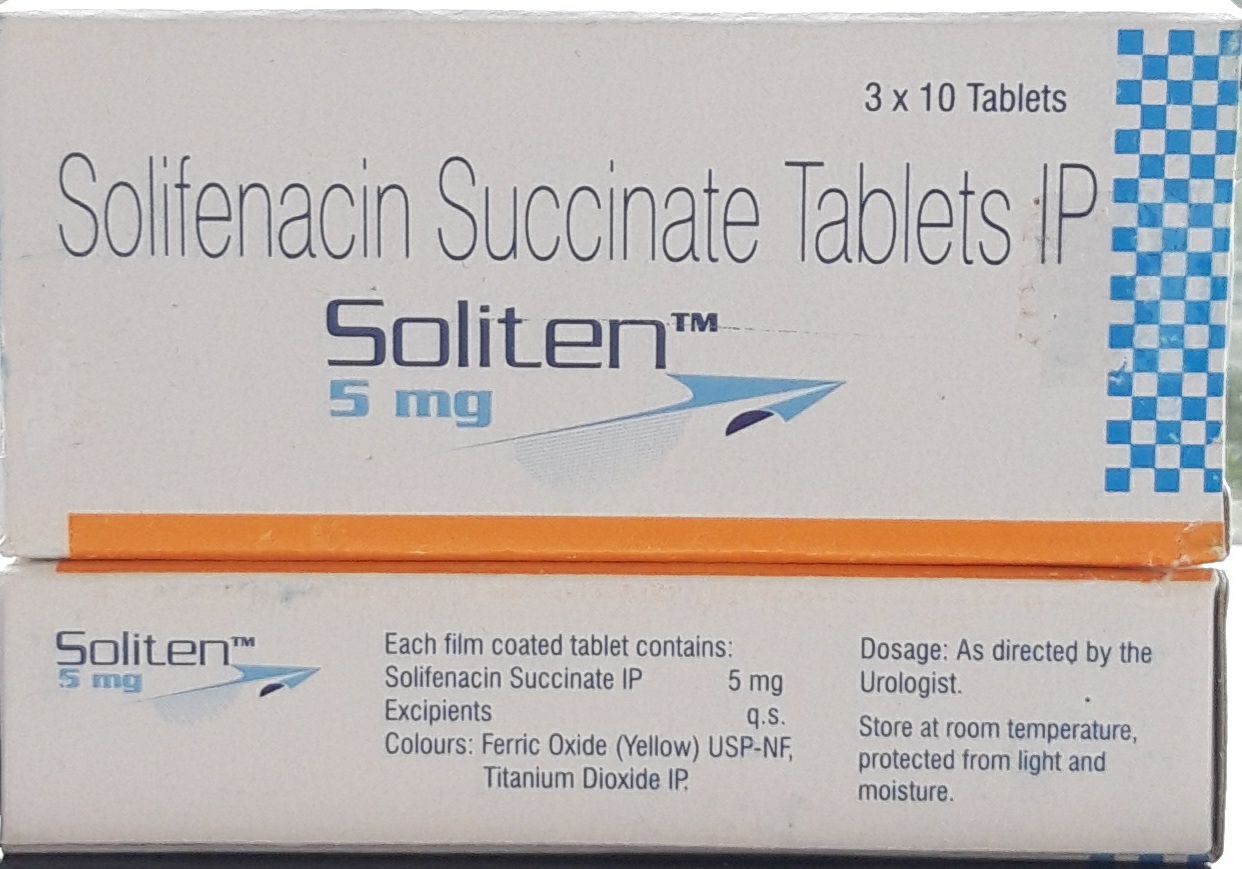 3 x 10 Tablets
Solifenacin Succinate Tablets IP
Soliten™
5 mg
Soliten™
5 mg
Each film coated tablet contains:
Solifenacin Succinate IP 5 mg
Excipients q.s.
Colours: Ferric Oxide (Yellow) USP-NF,
Titanium Dioxide IP.
Dosage: As directed by the
Urologist.
Store at room temperature,
protected from light and
moisture.